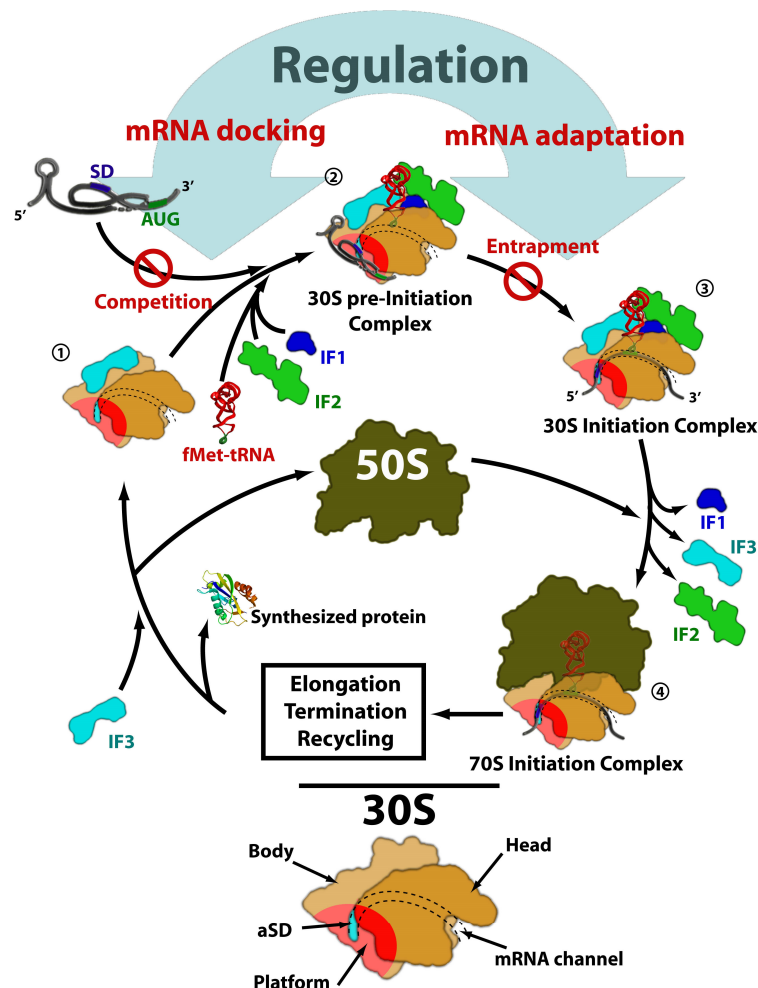 Regulation
mRNA docking
mRNA adaptation
SD
3′
5′
AUG
②
Competition
Entrapment
30S pre-Initiation
Complex
③
①
IF1
IF2
fMet-tRNA
5′
3′
30S Initiation Complex
50S
IF1
IF3
IF2
Synthesized protein
Elongation
Termination
Recycling
④
IF3
70S Initiation Complex
30S
Body
Head
aSD
mRNA channel
Platform